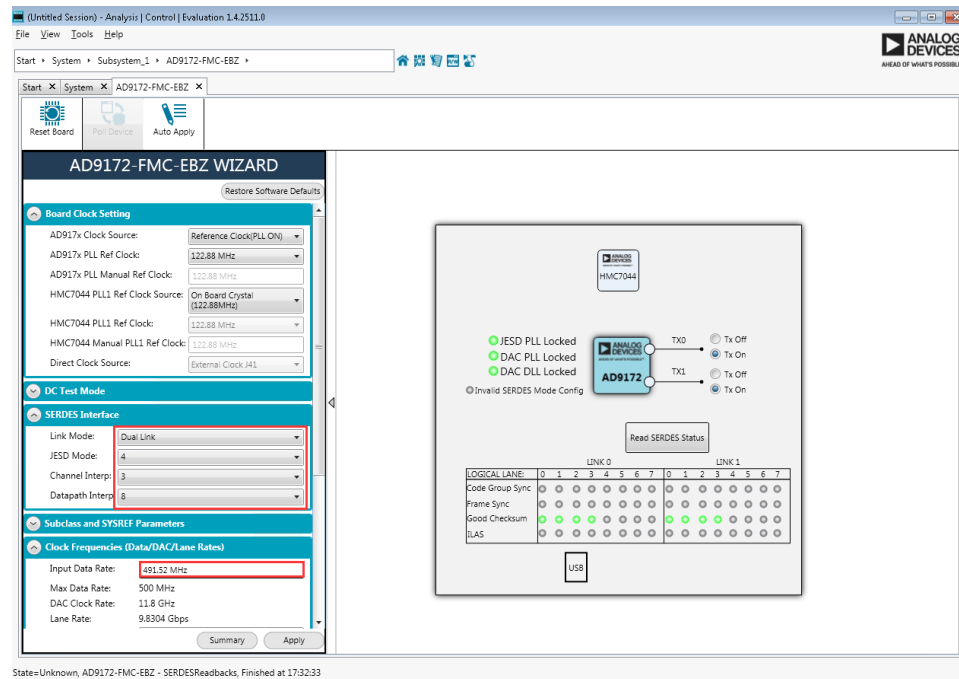 (Untitled Session) - Analysis | Control | Evaluation 1.4.2511.0
File View Tools Help
Start System Subsystem_1 AD9172-FMC-EBZ
ANALOG DEVICES
AHEAD OF WHAT'S POSSIBLE
Start System AD9172-FMC-EBZ
Reset Board Poll Device Auto Apply
AD9172-FMC-EBZ WIZARD
Restore Software Defaults
Board Clock Setting
AD917x Clock Source: Reference Clock(PLL ON)
AD917x PLL Ref Clock: 122.88 MHz
AD917x PLL Manual Ref Clock: 122.88 MHz
HMC7044 PLL1 Ref Clock Source: On Board Crystal (122.88MHz)
HMC7044 PLL1 Ref Clock: 122.88 MHz
HMC7044 Manual PLL1 Ref Clock: 122.88 MHz
Direct Clock Source: External Clock J41
DC Test Mode
SERDES Interface
Link Mode: Dual Link
JESD Mode: 4
Channel Interp: 3
Datapath Interp 8
Subclass and SYSREF Parameters
Clock Frequencies (Data/DAC/Lane Rates)
Input Data Rate: 491.52 MHz
Max Data Rate: 500 MHz
DAC Clock Rate: 11.8 GHz
Lane Rate: 9.8304 Gbps
Summary Apply
ANALOG DEVICES
HMC7044
JESD PLL Locked
DAC PLL Locked
DAC DLL Locked
Invalid SERDES Mode Config
ANALOG DEVICES
AD9172
TX0 Tx Off
Tx On
TX1 Tx Off
Tx On
Read SERDES Status
LINK 0 LINK 1
LOGICAL LANE: 0 1 2 3 4 5 6 7 0 1 2 3 4 5 6 7
Code Group Sync
Frame Sync
Good Checksum
ILAS
USB
State=Unknown, AD9172-FMC-EBZ - SERDESReadbacks, Finished at 17:32:33